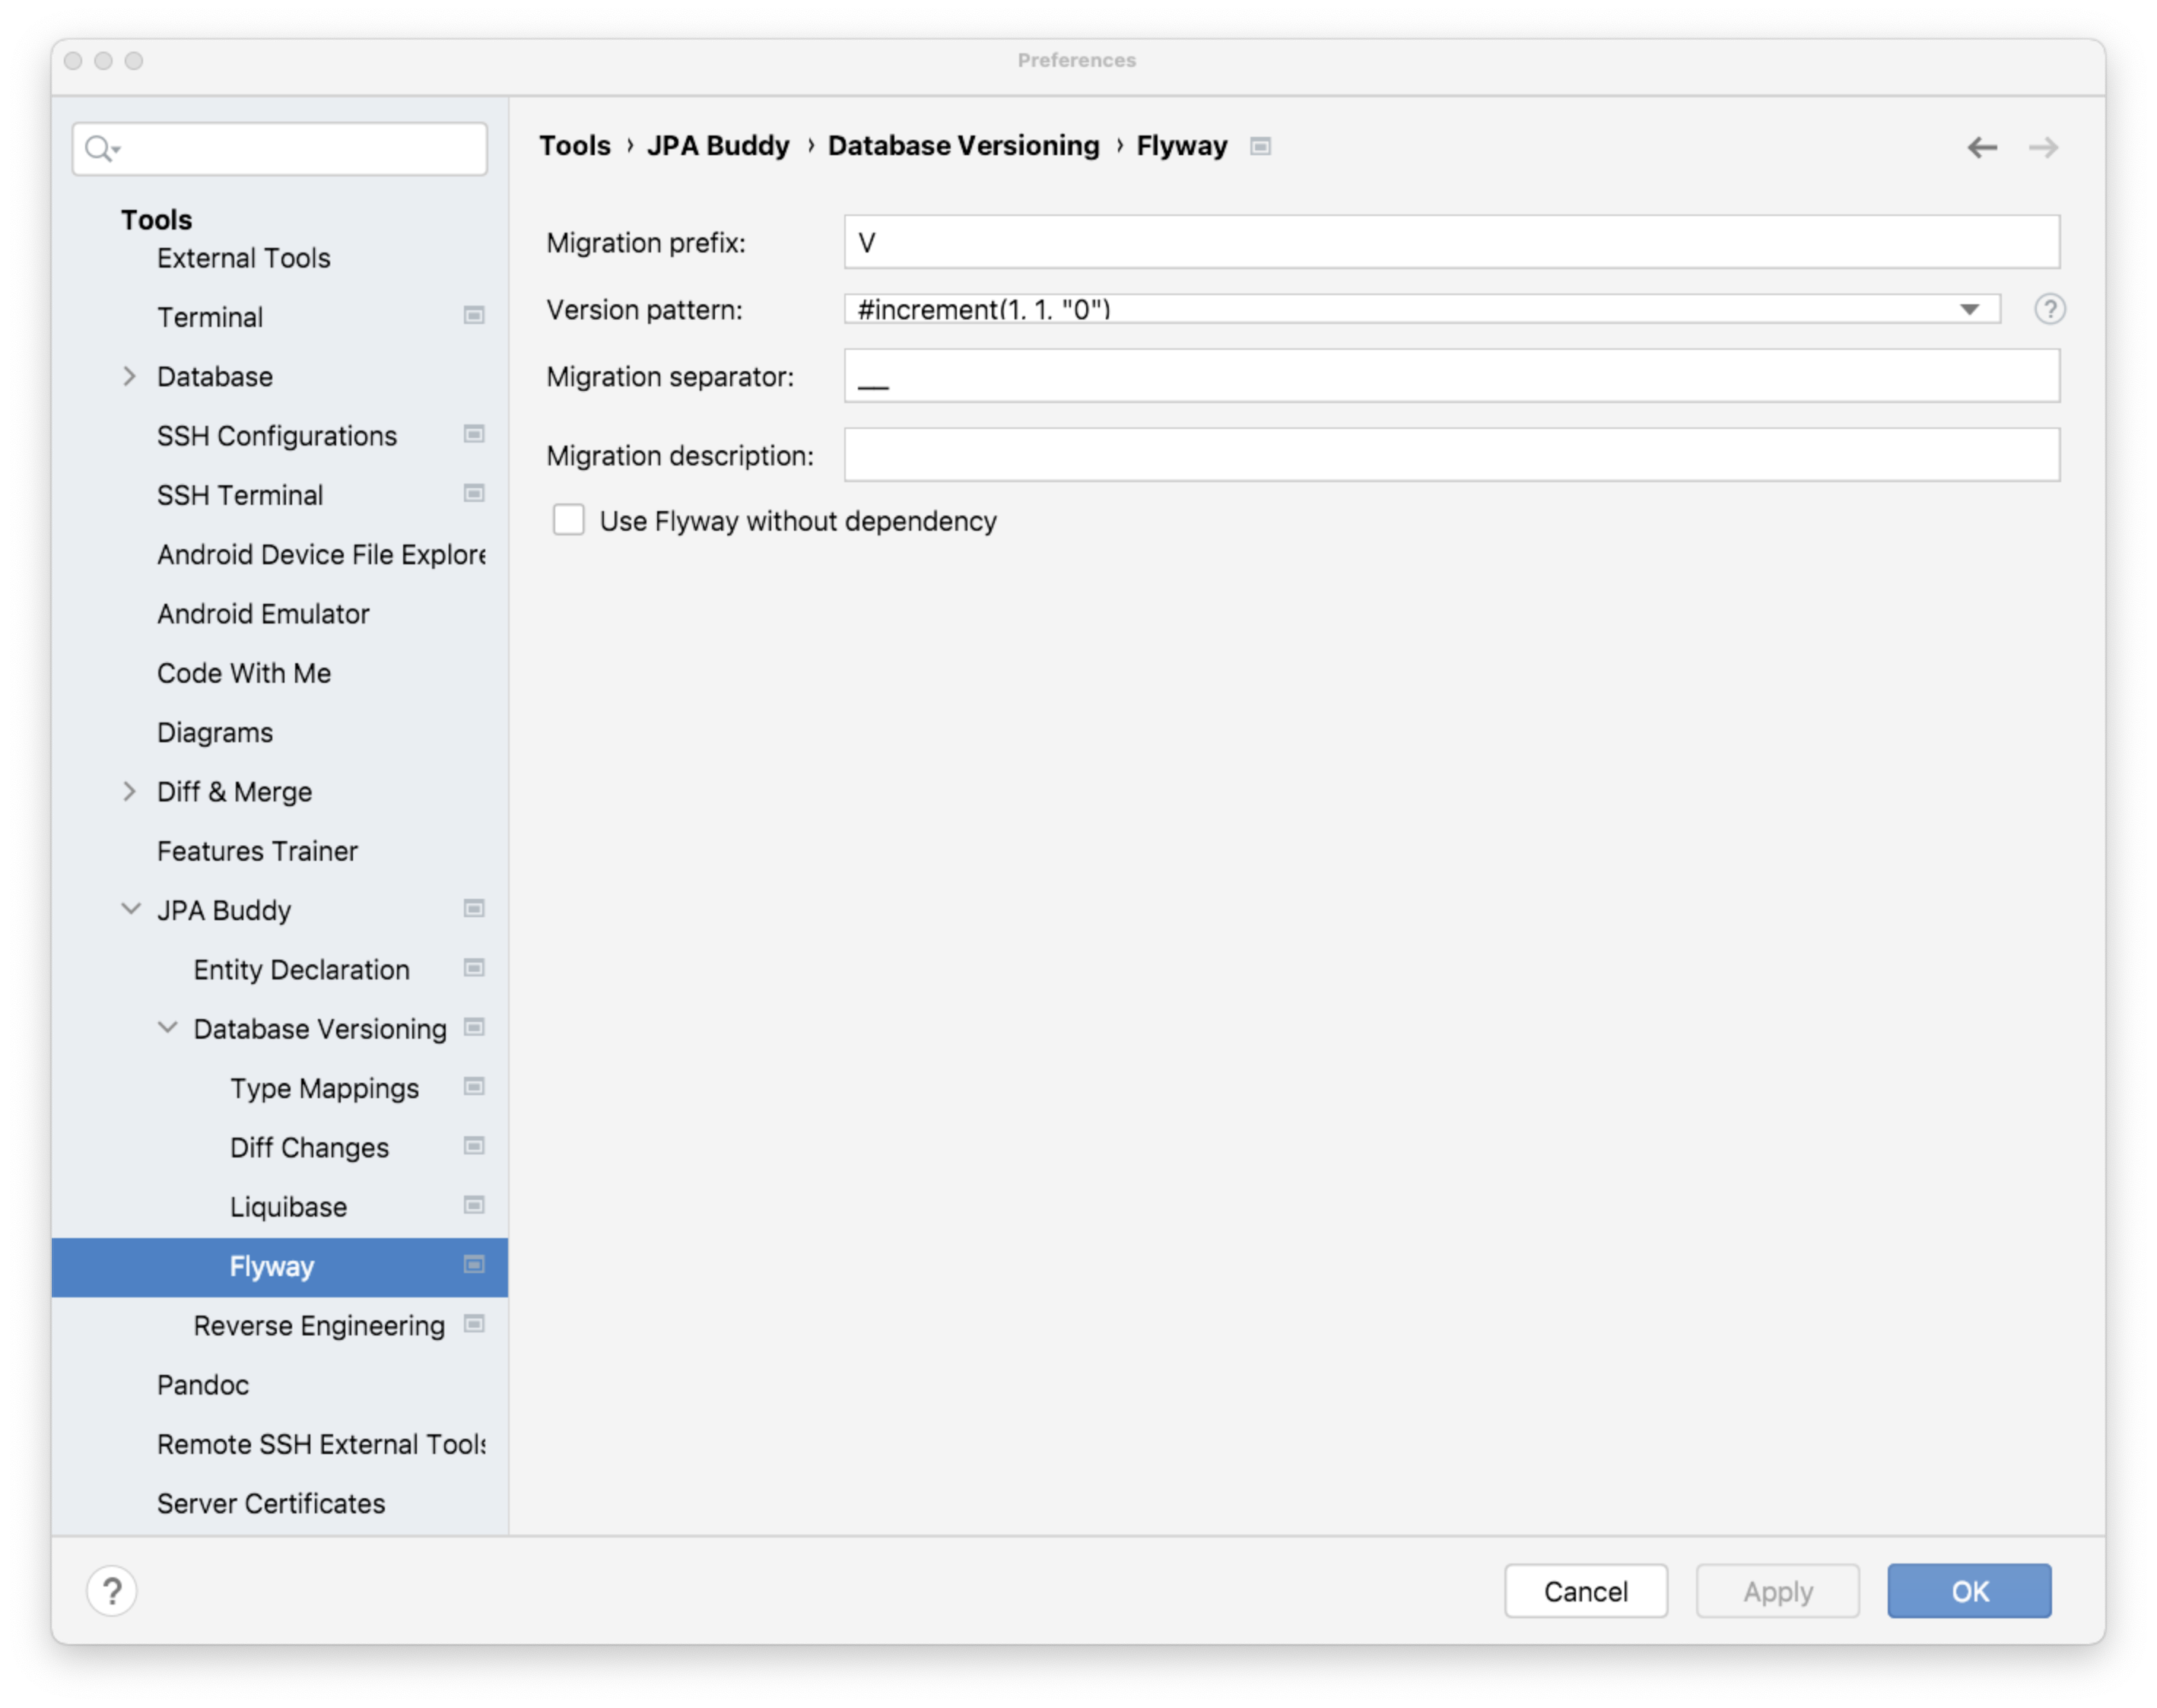 Preferences
Tools
External Tools
Terminal
Database
SSH Configurations
SSH Terminal
Android Device File Explore
Android Emulator
Code With Me
Diagrams
Diff & Merge
Features Trainer
JPA Buddy
Entity Declaration
Database Versioning
Type Mappings
Diff Changes
Liquibase
Flyway
Reverse Engineering
Pandoc
Remote SSH External Tools
Server Certificates
Tools › JPA Buddy › Database Versioning › Flyway
Migration prefix: V
Version pattern: #increment(1, 1, "0") ?
Migration separator: __
Migration description:
Use Flyway without dependency
? Cancel Apply OK